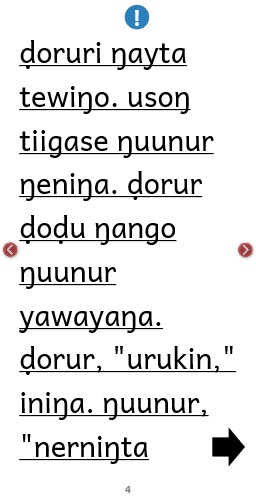 ḍoruri ŋayta
tewiŋo. usoŋ
tiigase ŋuunur
ŋeniŋa. ḍorur
ḍoḍu ŋango
ŋuunur
yawayaŋa.
ḍorur, "urukin,"
iniŋa. ŋuunur,
"nerniŋta
4